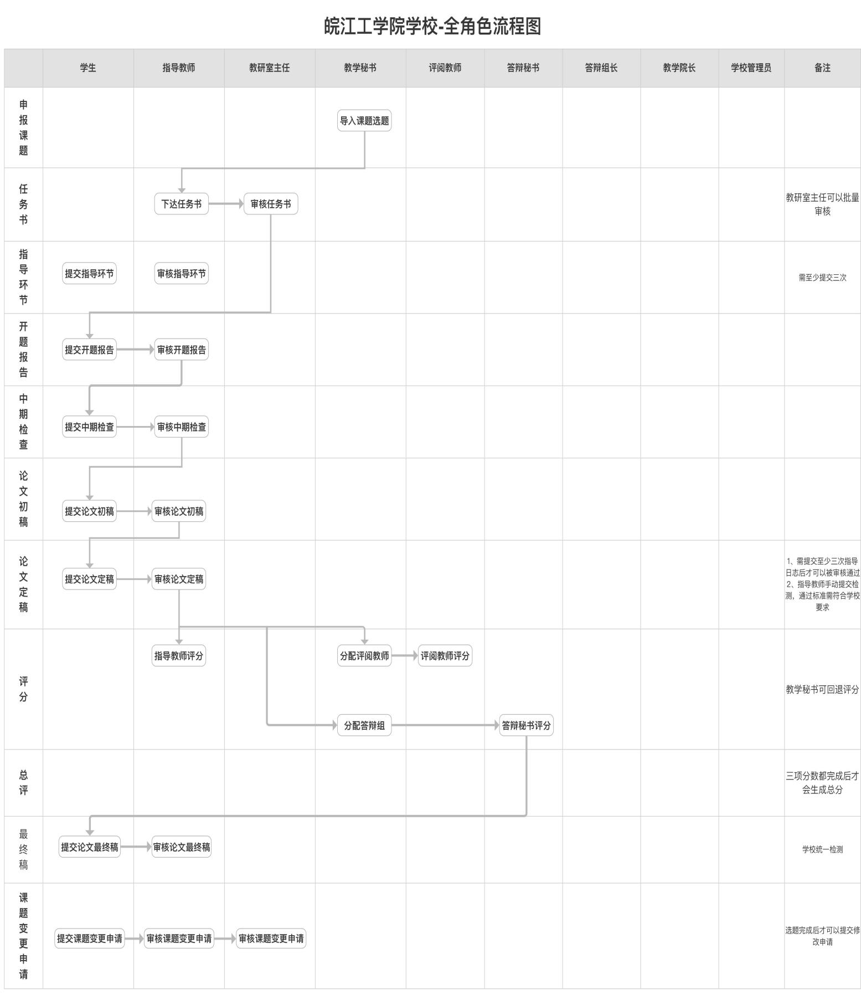 皖江工学院学校-全角色流程图
学生
指导教师
教研室主任
教学秘书
评阅教师
答辩秘书
答辩组长
教学院长
学校管理员
备注
申
报
课
题
导入课题选题
任
务
书
下达任务书
审核任务书
教研室主任可以批量
审核
指
导
环
节
提交指导环节
审核指导环节
需至少提交三次
开
题
报
告
提交开题报告
审核开题报告
中
期
检
查
提交中期检查
审核中期检查
论
文
初
稿
提交论文初稿
审核论文初稿
论
文
定
稿
提交论文定稿
审核论文定稿
1、需提交至少三次指导
日志后才可以被审核通过
2、指导教师手动提交检
测，通过标准需符合学校
要求
评
分
指导教师评分
分配评阅教师
评阅教师评分
分配答辩组
答辩秘书评分
教学秘书可回退评分
总
评
三项分数都完成后才
会生成总分
最
终
稿
提交论文最终稿
审核论文最终稿
学校统一检测
课
题
变
更
申
请
提交课题变更申请
审核课题变更申请
审核课题变更申请
选题完成后才可以提交修
改申请